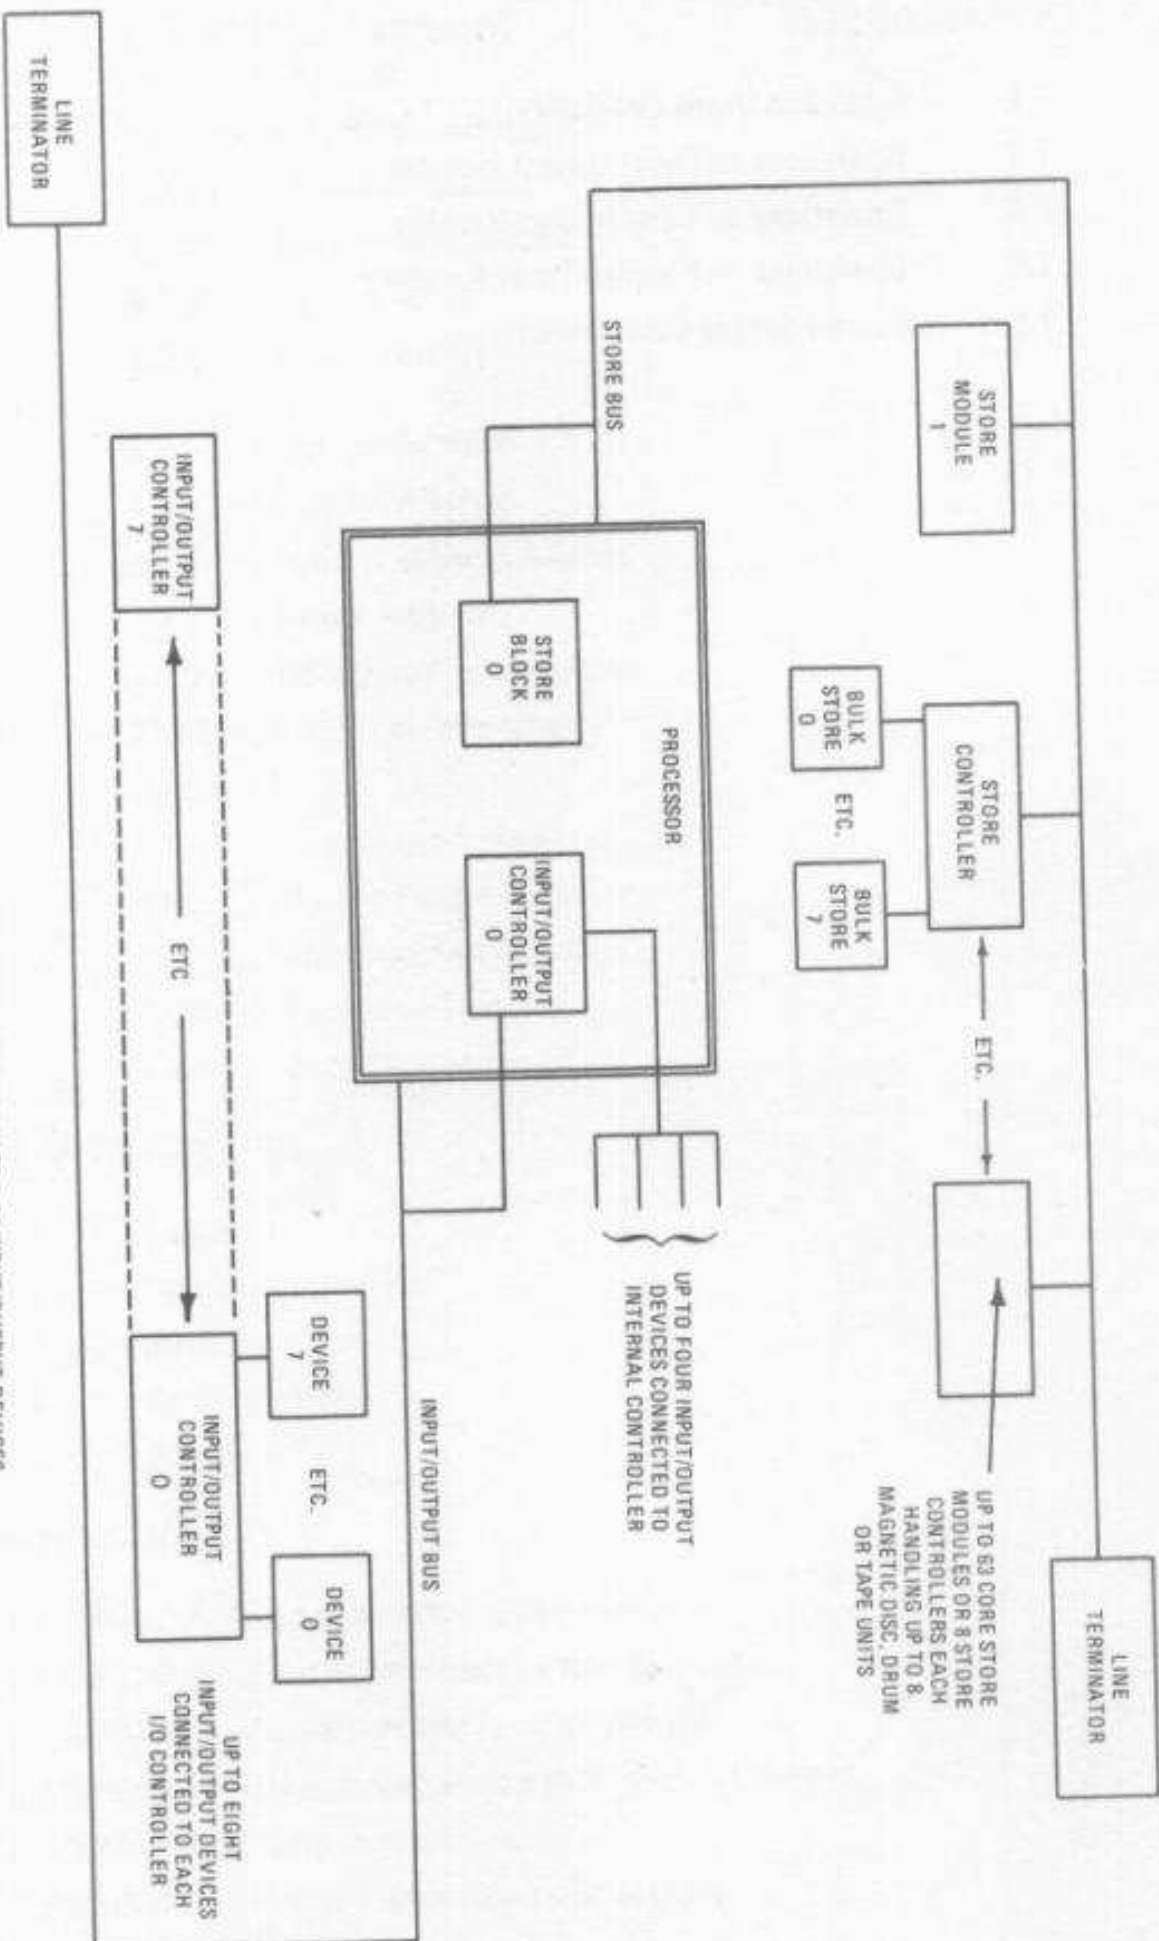 LINE
TERMINATOR
STORE
MODULE
1
STORE
CONTROLLER
ETC.
BULK
STORE
0
ETC.
BULK
STORE
7
UP TO 63 CORE STORE
MODULES OR 8 STORE
CONTROLLERS EACH
HANDLING UP TO 8
MAGNETIC DISC, DRUM
OR TAPE UNITS
STORE BUS
PROCESSOR
STORE
BLOCK
0
INPUT/OUTPUT
CONTROLLER
0
UP TO FOUR INPUT/OUTPUT
DEVICES CONNECTED TO
INTERNAL CONTROLLER
INPUT/OUTPUT BUS
DEVICE
7
ETC.
DEVICE
0
INPUT/OUTPUT
CONTROLLER
7
ETC
INPUT/OUTPUT
CONTROLLER
0
UP TO EIGHT
INPUT/OUTPUT DEVICES
CONNECTED TO EACH
I/O CONTROLLER
LINE
TERMINATOR